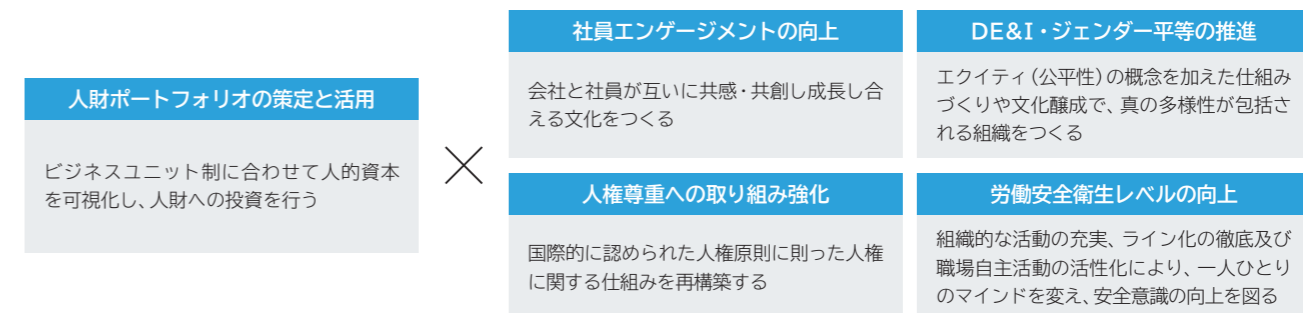 人財ポートフォリオの策定と活用
ビジネスユニット制に合わせて人的資本
を可視化し、人財への投資を行う
×
社員エンゲージメントの向上
会社と社員が互いに共感・共創し成長し合
える文化をつくる
DE&I・ジェンダー平等の推進
エクイティ(公平性)の概念を加えた仕組み
づくりや文化醸成で、真の多様性が包括さ
れる組織をつくる
人権尊重への取り組み強化
国際的に認められた人権原則に則った人権
に関する仕組みを再構築する
労働安全衛生レベルの向上
組織的な活動の充実、ライン化の徹底及び
職場自主活動の活性化により、一人ひとり
のマインドを変え、安全意識の向上を図る